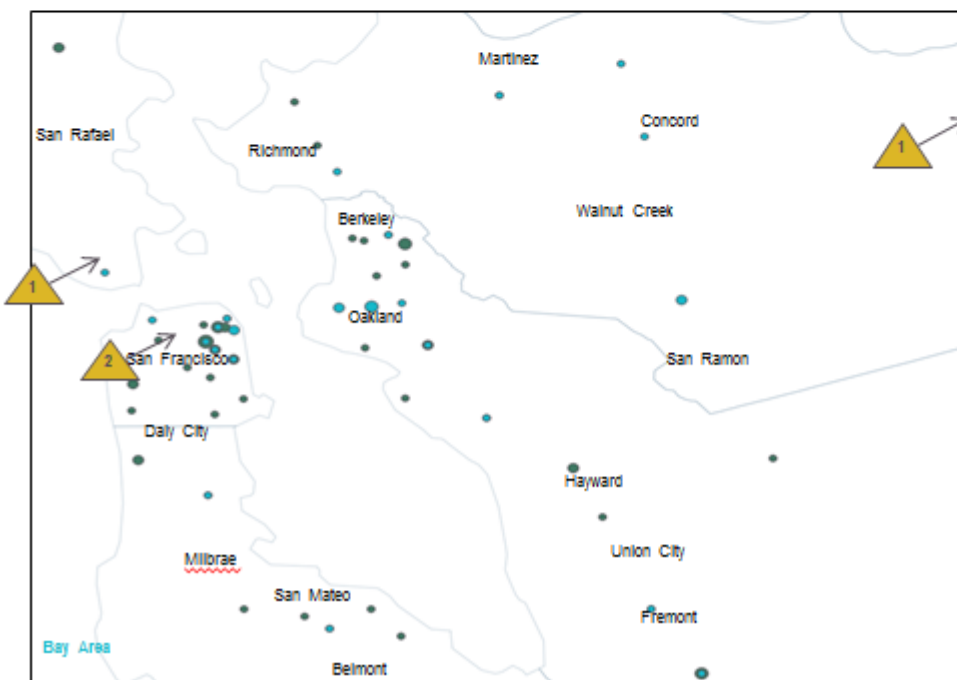 Martinez
Concord
San Rafael
1
Richmond
Walnut Creek
Berkeley
1
Oakland
2
San Francisco
San Ramon
Daly City
Hayward
Union City
Millbrae
San Mateo
Fremont
Bay Area
Belmont